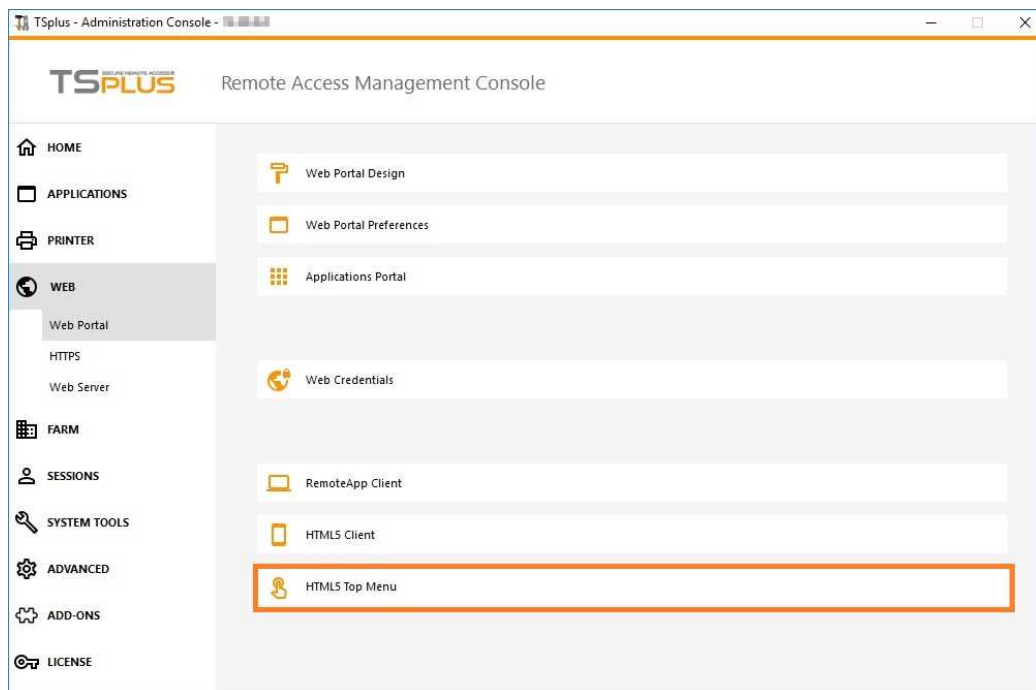 TSplus - Administration Console -
TSPLUS
SECURE REMOTE ACCESS
Remote Access Management Console
HOME
APPLICATIONS
PRINTER
WEB
Web Portal
HTTPS
Web Server
FARM
SESSIONS
SYSTEM TOOLS
ADVANCED
ADD-ONS
LICENSE
Web Portal Design
Web Portal Preferences
Applications Portal
Web Credentials
RemoteApp Client
HTML5 Client
HTML5 Top Menu